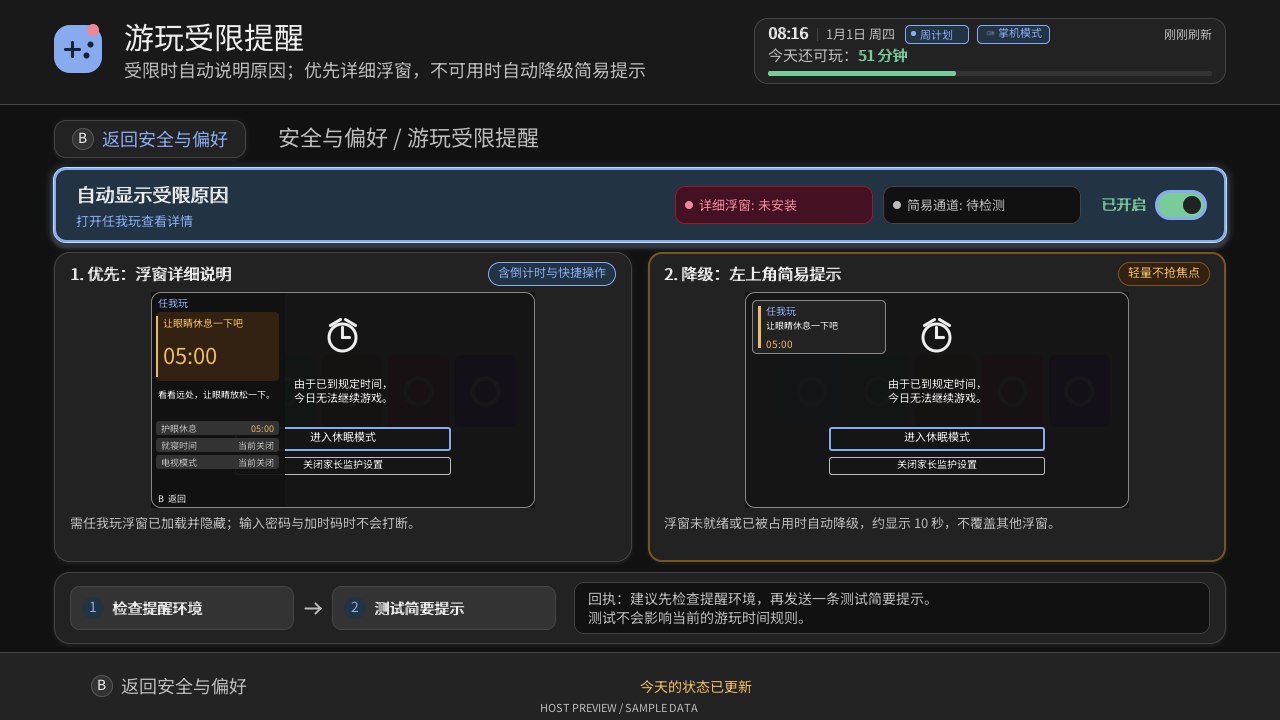 游玩受限提醒
受限时自动说明原因；优先详细浮窗，不可用时自动降级简易提示
08:16 1月1日 周四 周计划 掌机模式 刚刚刷新
今天还可玩：51 分钟
B 返回安全与偏好 安全与偏好 / 游玩受限提醒
自动显示受限原因
打开任我玩查看详情
详细浮窗: 未安装 简易通道: 待检测 已开启
1. 优先：浮窗详细说明 含倒计时与快捷操作
任我玩
让眼睛休息一下吧
05:00
看看远处，让眼睛放松一下。
护眼休息 05:00
就寝时间 当前关闭
电视模式 当前关闭
B 返回
由于已到规定时间，
今日无法继续游戏。
进入休眠模式
关闭家长监护设置
需任我玩浮窗已加载并隐藏；输入密码与加时码时不会打断。
2. 降级：左上角简易提示 轻量不抢焦点
任我玩
让眼睛休息一下吧
05:00
由于已到规定时间，
今日无法继续游戏。
进入休眠模式
关闭家长监护设置
浮窗未就绪或已被占用时自动降级，约显示 10 秒，不覆盖其他浮窗。
1 检查提醒环境
2 测试简要提示
回执：建议先检查提醒环境，再发送一条测试简要提示。
测试不会影响当前的游玩时间规则。
B 返回安全与偏好
今天的状态已更新
HOST PREVIEW / SAMPLE DATA